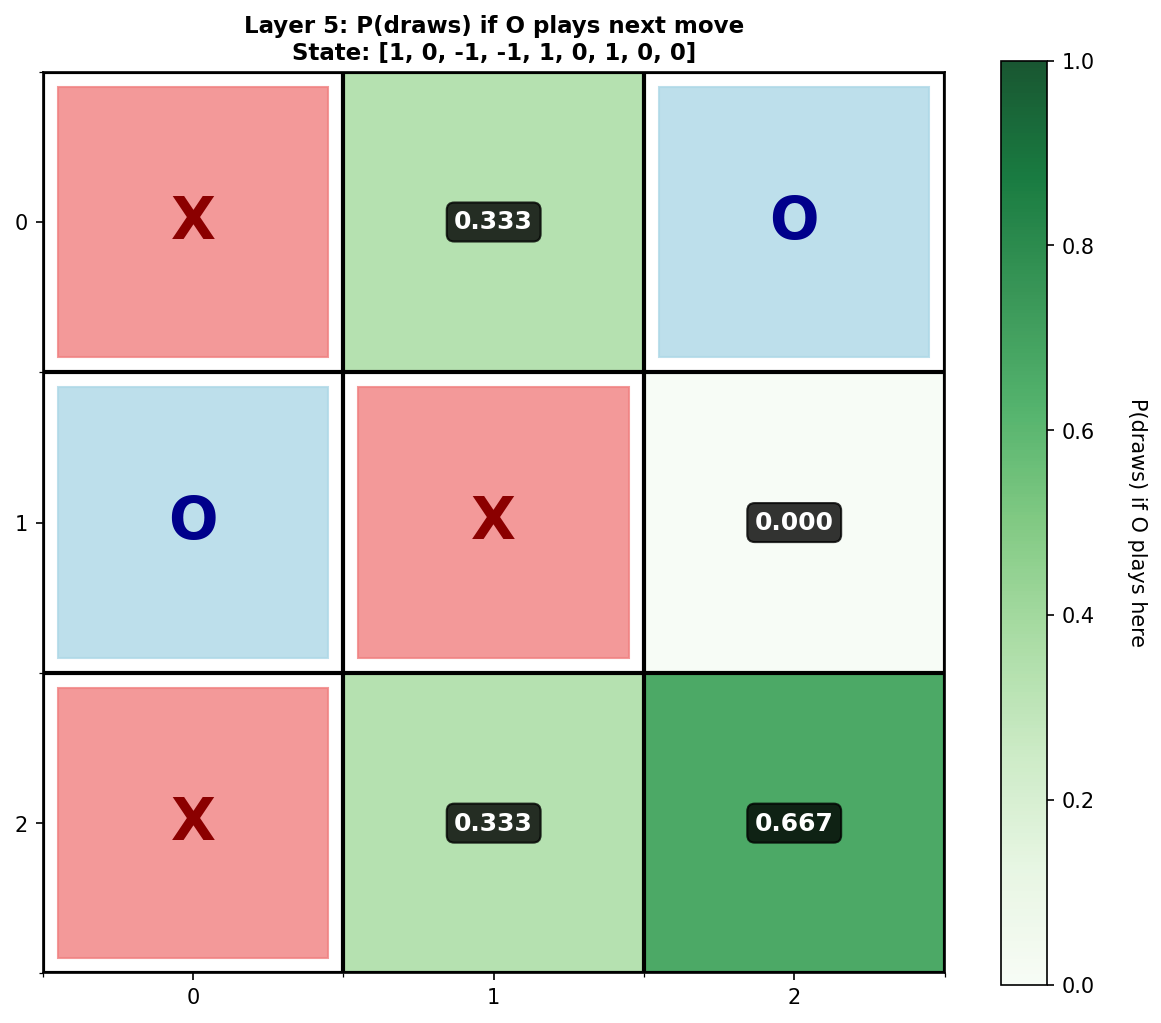 Layer 5: P(draws) if O plays next move
State: [1, 0, -1, -1, 1, 0, 1, 0, 0]
0
X
0.333
O
1
O
X
0.000
2
X
0.333
0.667
0
1
2
1.0
0.8
0.6
0.4
0.2
0.0
P(draws) if O plays here